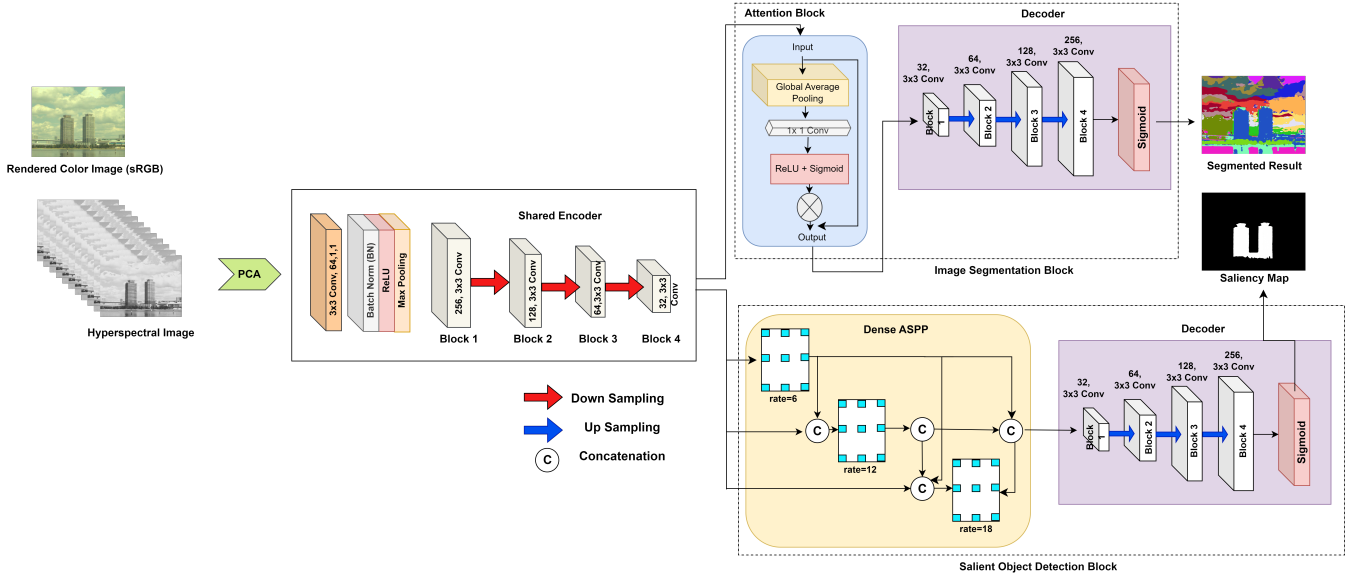 Rendered Color Image (sRGB)
Hyperspectral Image
PCA
Shared Encoder
3x3 Conv, 64,1,1
Batch Norm (BN)
ReLU
Max Pooling
256, 3x3 Conv
128, 3x3 Conv
64,3x3 Conv
32, 3x3
Conv
Block 1
Block 2
Block 3
Block 4
Down Sampling
Up Sampling
C
Concatenation
Attention Block
Input
Global Average
Pooling
1x 1 Conv
ReLU + Sigmoid
Output
Decoder
32,
3x3 Conv
64,
3x3 Conv
128,
3x3 Conv
256,
3x3 Conv
Block
1
Block 2
Block 3
Block 4
Sigmoid
Image Segmentation Block
Segmented Result
Saliency Map
Dense ASPP
rate=6
C
rate=12
C
C
C
rate=18
Decoder
32,
3x3 Conv
64,
3x3 Conv
128,
3x3 Conv
256,
3x3 Conv
Block
1
Block 2
Block 3
Block 4
Sigmoid
Salient Object Detection Block